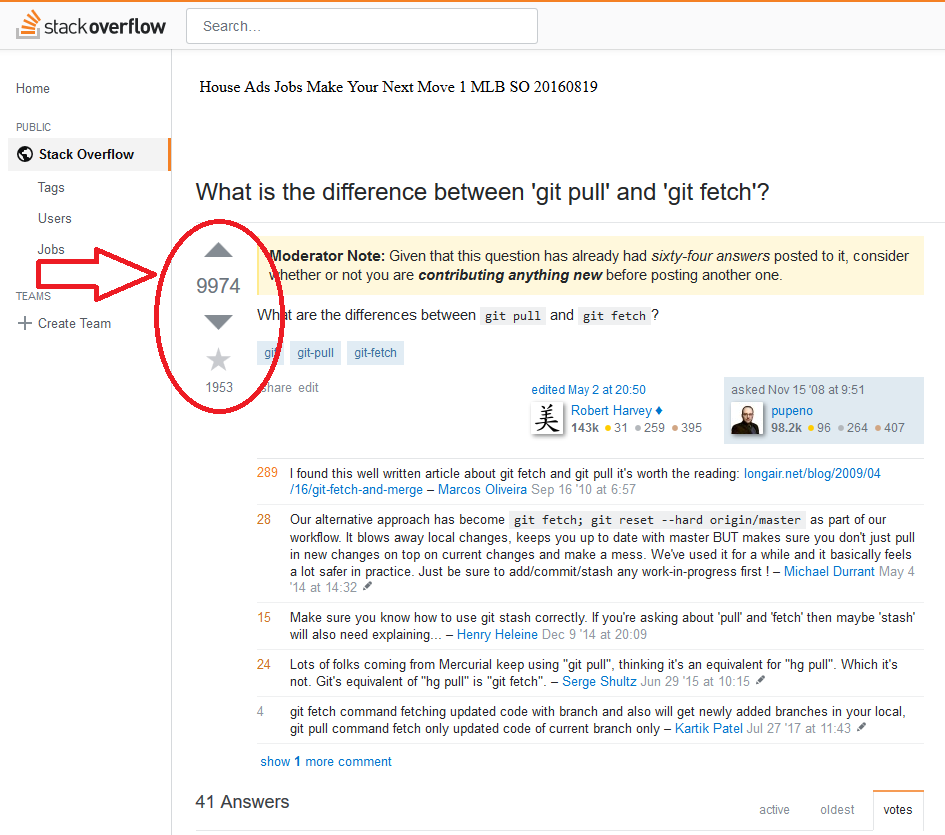 stackoverflow
Search...
Home
PUBLIC
Stack Overflow
Tags
Users
Jobs
TEAMS
Create Team
House Ads Jobs Make Your Next Move 1 MLB SO 20160819
What is the difference between 'git pull' and 'git fetch'?
9974
1953
Moderator Note: Given that this question has already had sixty-four answers posted to it, consider
whether or not you are contributing anything new before posting another one.
What are the differences between git pull and git fetch?
git git-pull git-fetch
share edit
edited May 2 at 20:50
美
Robert Harvey ♦
143k 31 259 395
asked Nov 15 '08 at 9:51
pupeno
98.2k 96 264 407
289 I found this well written article about git fetch and git pull it's worth the reading: longair.net/blog/2009/04
/16/git-fetch-and-merge – Marcos Oliveira Sep 16 '10 at 6:57
28 Our alternative approach has become git fetch; git reset --hard origin/master as part of our
workflow. It blows away local changes, keeps you up to date with master BUT makes sure you don't just pull
in new changes on top on current changes and make a mess. We've used it for a while and it basically feels
a lot safer in practice. Just be sure to add/commit/stash any work-in-progress first ! – Michael Durrant May 4
'14 at 14:32
15 Make sure you know how to use git stash correctly. If you're asking about 'pull' and 'fetch' then maybe 'stash'
will also need explaining... – Henry Heleine Dec 9 '14 at 20:09
24 Lots of folks coming from Mercurial keep using "git pull", thinking it's an equivalent for "hg pull". Which it's
not. Git's equivalent of "hg pull" is "git fetch". – Serge Shultz Jun 29 '15 at 10:15
4 git fetch command fetching updated code with branch and also will get newly added branches in your local,
git pull command fetch only updated code of current branch only – Kartik Patel Jul 27 '17 at 11:43
show 1 more comment
41 Answers
active oldest votes